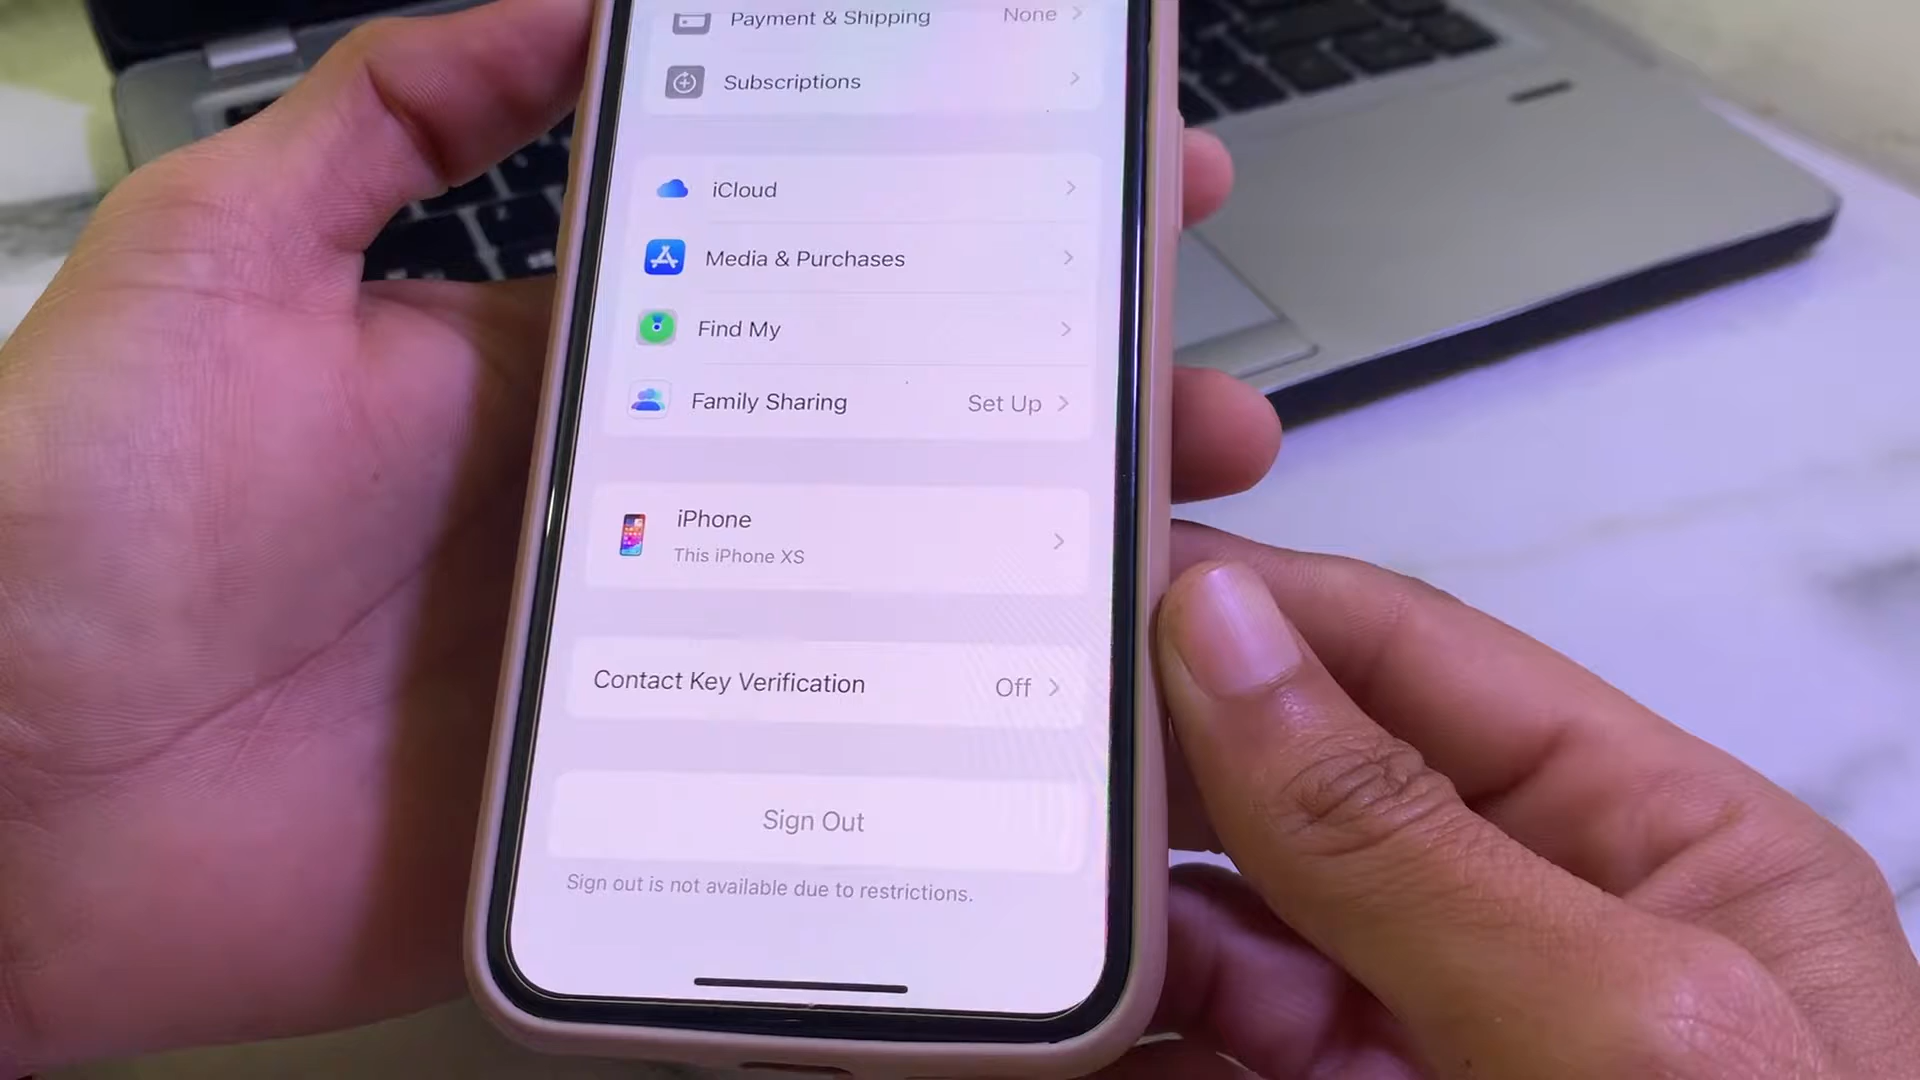 Payment & Shipping None
Subscriptions
iCloud
Media & Purchases
Find My
Family Sharing Set Up
iPhone
This iPhone XS
Contact Key Verification Off
Sign Out
Sign out is not available due to restrictions.